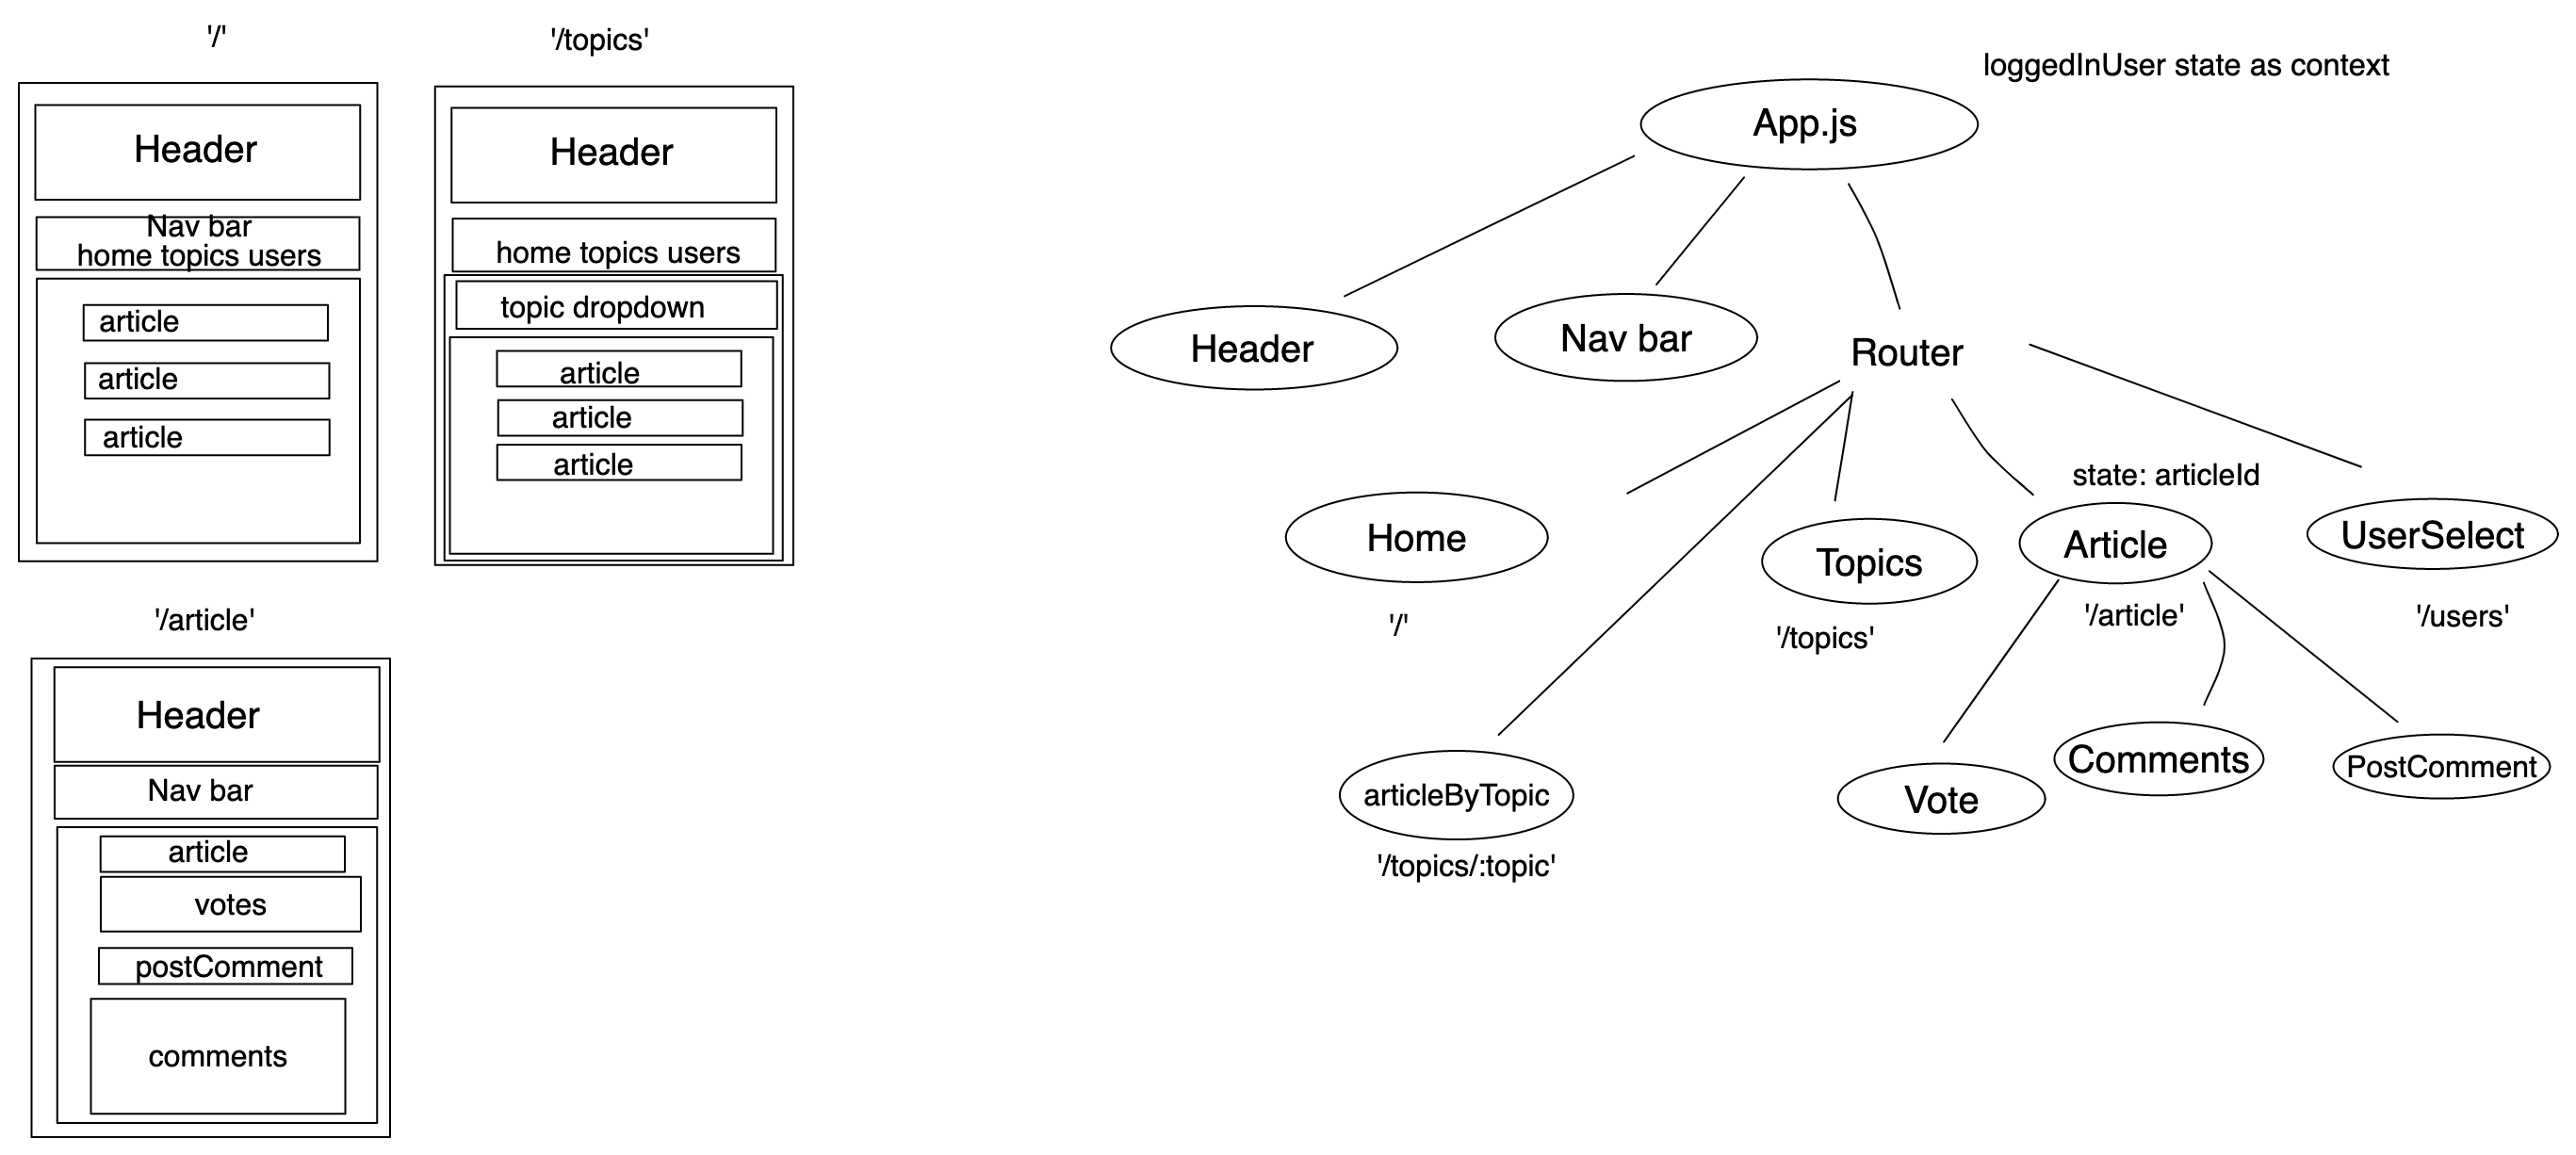 '/'
Header
Nav bar
home topics users
article
article
article
'/topics'
Header
home topics users
topic dropdown
article
article
article
'/article'
Header
Nav bar
article
votes
postComment
comments
loggedInUser state as context
App.js
Header
Nav bar
Router
Home
'/'
Topics
'/topics'
state: articleId
Article
'/article'
UserSelect
'/users'
articleByTopic
'/topics/:topic'
Vote
Comments
PostComment